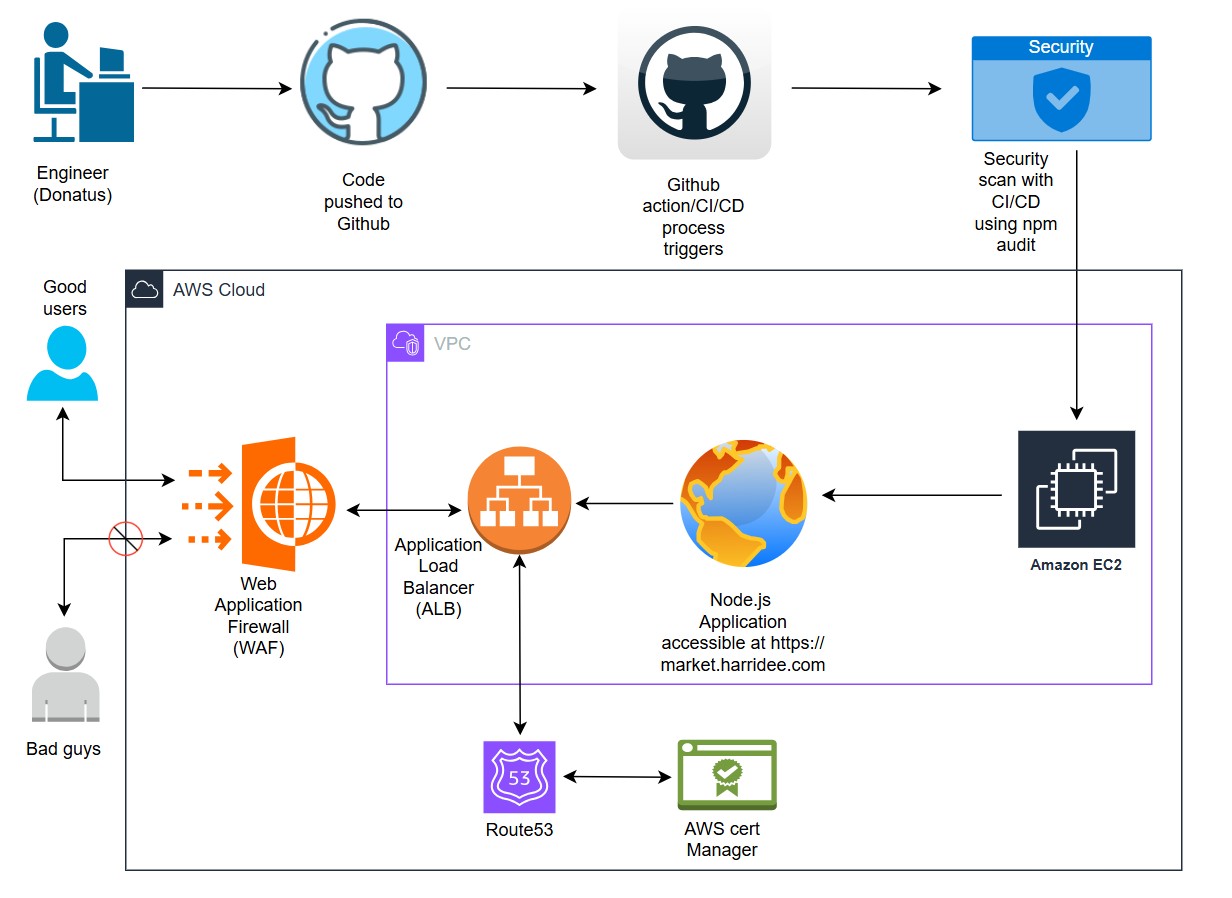 Security
Engineer
(Donatus)
Code
pushed to
Github
Github
action/CI/CD
process
triggers
Security
scan with
CI/CD
using npm
audit
Good
users
AWS Cloud
VPC
Application
Load
Balancer
(ALB)
Amazon EC2
Web
Application
Firewall
(WAF)
Node.js
Application
accessible at https://
market.harridee.com
Bad guys
53
Route53
AWS cert
Manager